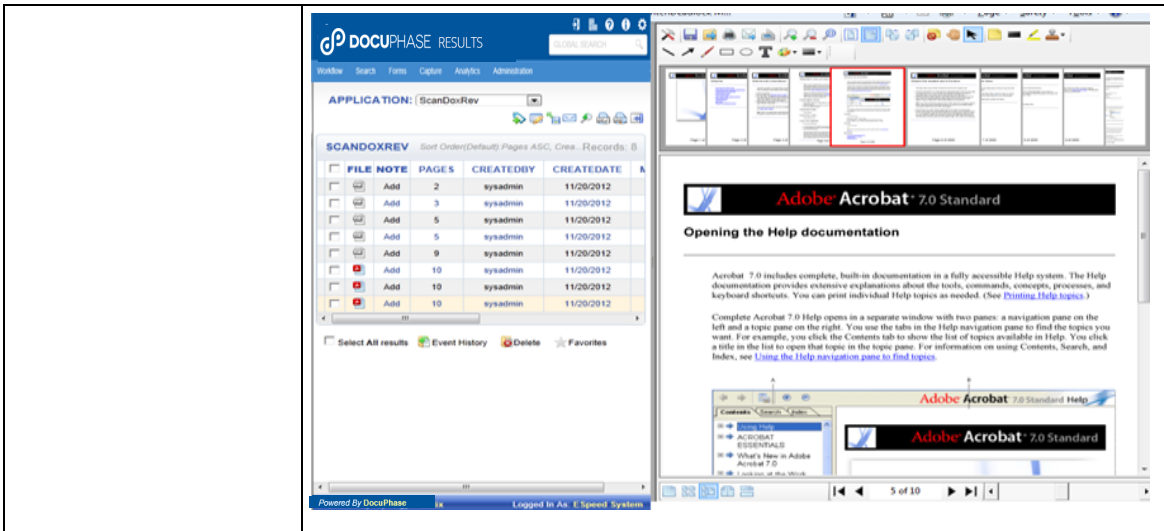 DOCUPHASE RESULTS
GLOBAL SEARCH
Workflow Search Forms Capture Analytics Administration
APPLICATION: ScanDoxRev
SCANDOXREV Sort Order(Default):Pages ASC, Crea...Records: 8
FILE NOTE PAGES CREATEDBY CREATEDATE
Add 2 sysadmin 11/20/2012
Add 3 sysadmin 11/20/2012
Add 5 sysadmin 11/20/2012
Add 5 sysadmin 11/20/2012
Add 9 sysadmin 11/20/2012
Add 10 sysadmin 11/20/2012
Add 10 sysadmin 11/20/2012
Add 10 sysadmin 11/20/2012
Select All results Event History Delete Favorites
Powered By DocuPhase
Logged In As: ESpeed System
Adobe Acrobat 7.0 Standard
Opening the Help documentation
Acrobat 7.0 includes complete, built-in documentation in a fully accessible Help system. The Help
documentation provides extensive explanations about the tools, commands, concepts, processes, and
keyboard shortcuts. You can print individual Help topics as needed. (See Printing Help topics.)
Complete Acrobat 7.0 Help opens in a separate window with two panes: a navigation pane on the
left and a topic pane on the right. You use the tabs in the Help navigation pane to find the topics you
want. For example, you click the Contents tab to show the list of topics available in Help. You click
a title in the list to open that topic in the topic pane. For information on using Contents, Search, and
Index, see Using the Help navigation pane to find topics.
A B
Adobe Acrobat 7.0 Standard Help
Contents Search Index
Using Help
ACROBAT
ESSENTIALS
What's New in Adobe
Acrobat 7.0
Looking at the Work
Adobe Acrobat 7.0 Standard
5 of 10